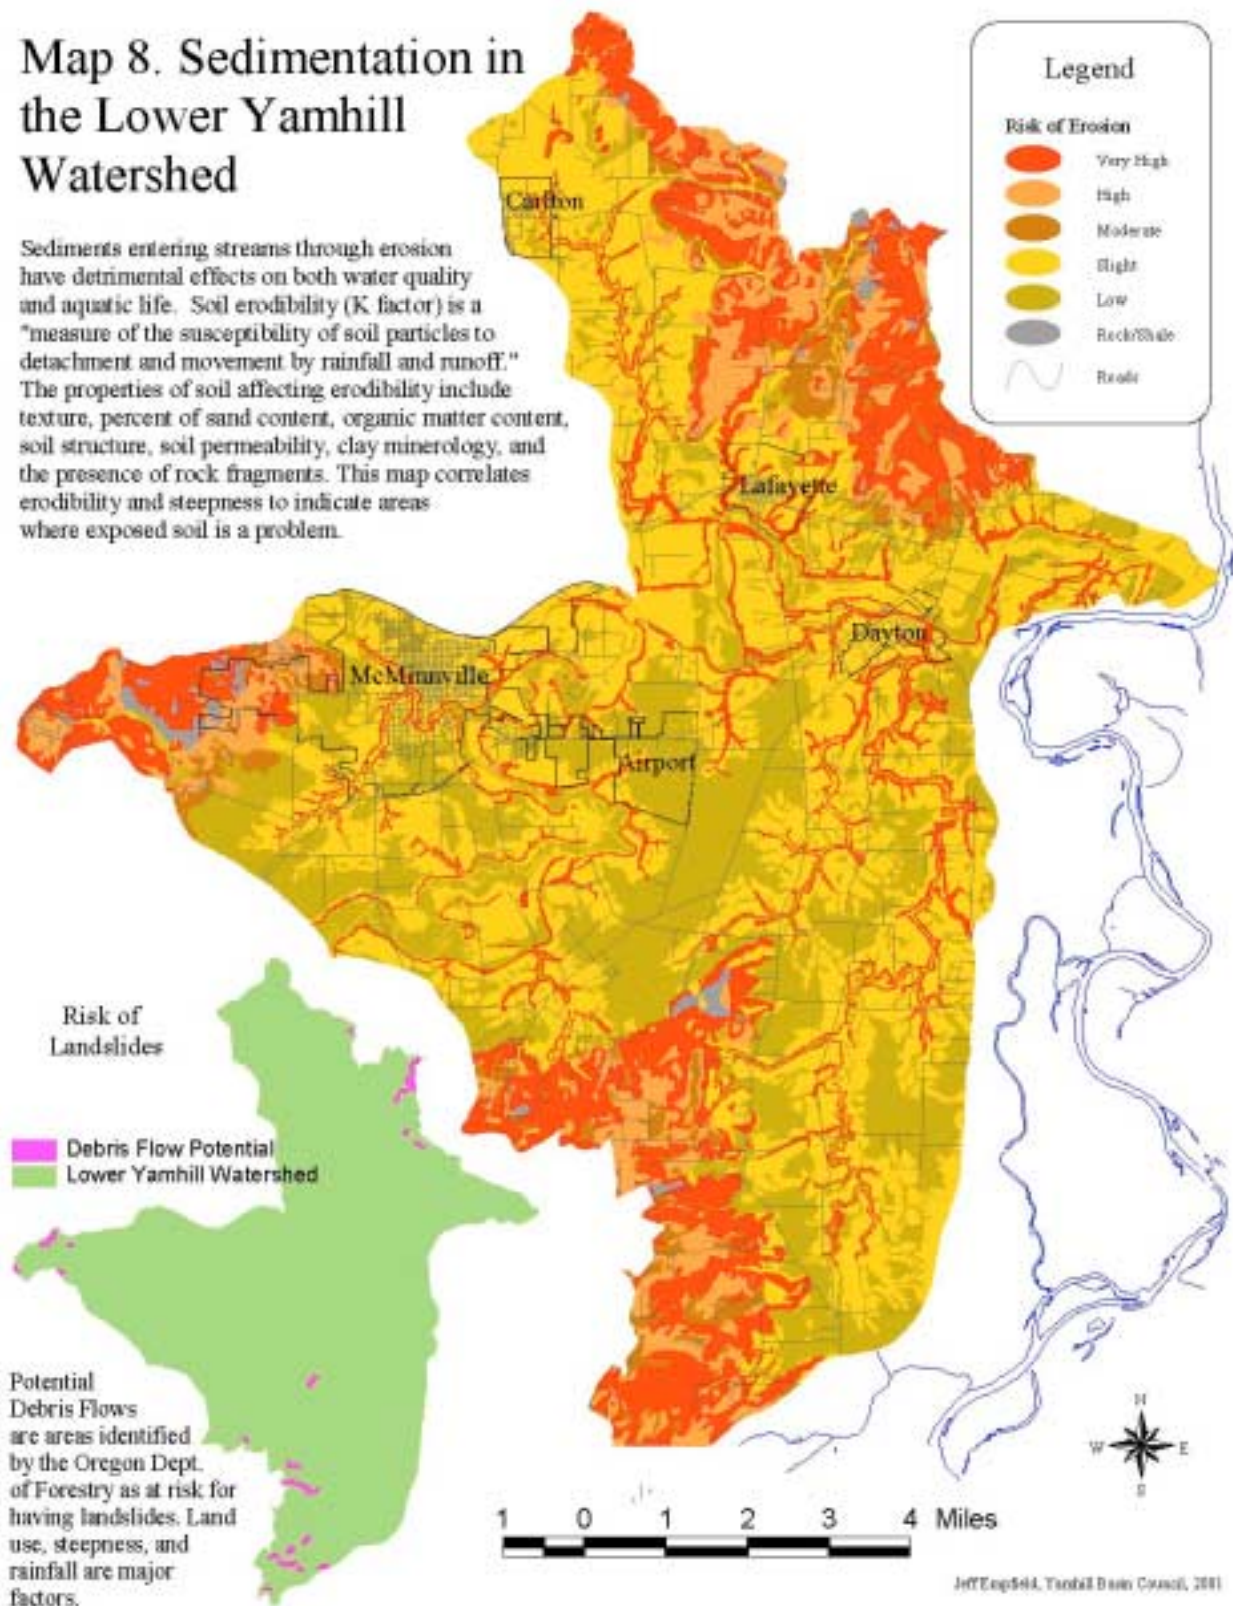 Map 8. Sedimentation in
the Lower Yamhill
Watershed
Sediments entering streams through erosion
have detrimental effects on both water quality
and aquatic life. Soil erodibility (K factor) is a
"measure of the susceptibility of soil particles to
detachment and movement by rainfall and runoff."
The properties of soil affecting erodibility include
texture, percent of sand content, organic matter content,
soil structure, soil permeability, clay minerology, and
the presence of rock fragments. This map correlates
erodibility and steepness to indicate areas
where exposed soil is a problem.
Legend
Risk of Erosion
Very High
High
Moderate
Slight
Low
Rock/Shale
Roads
Carlton
Lafayette
Dayton
McMinnville
Airport
Risk of
Landslides
Debris Flow Potential
Lower Yamhill Watershed
Potential
Debris Flows
are areas identified
by the Oregon Dept.
of Forestry as at risk for
having landslides. Land
use, steepness, and
rainfall are major
factors.
N
W E
S
1 0 1 2 3 4 Miles
Jeff Empfield, Yamhill Basin Council, 2001